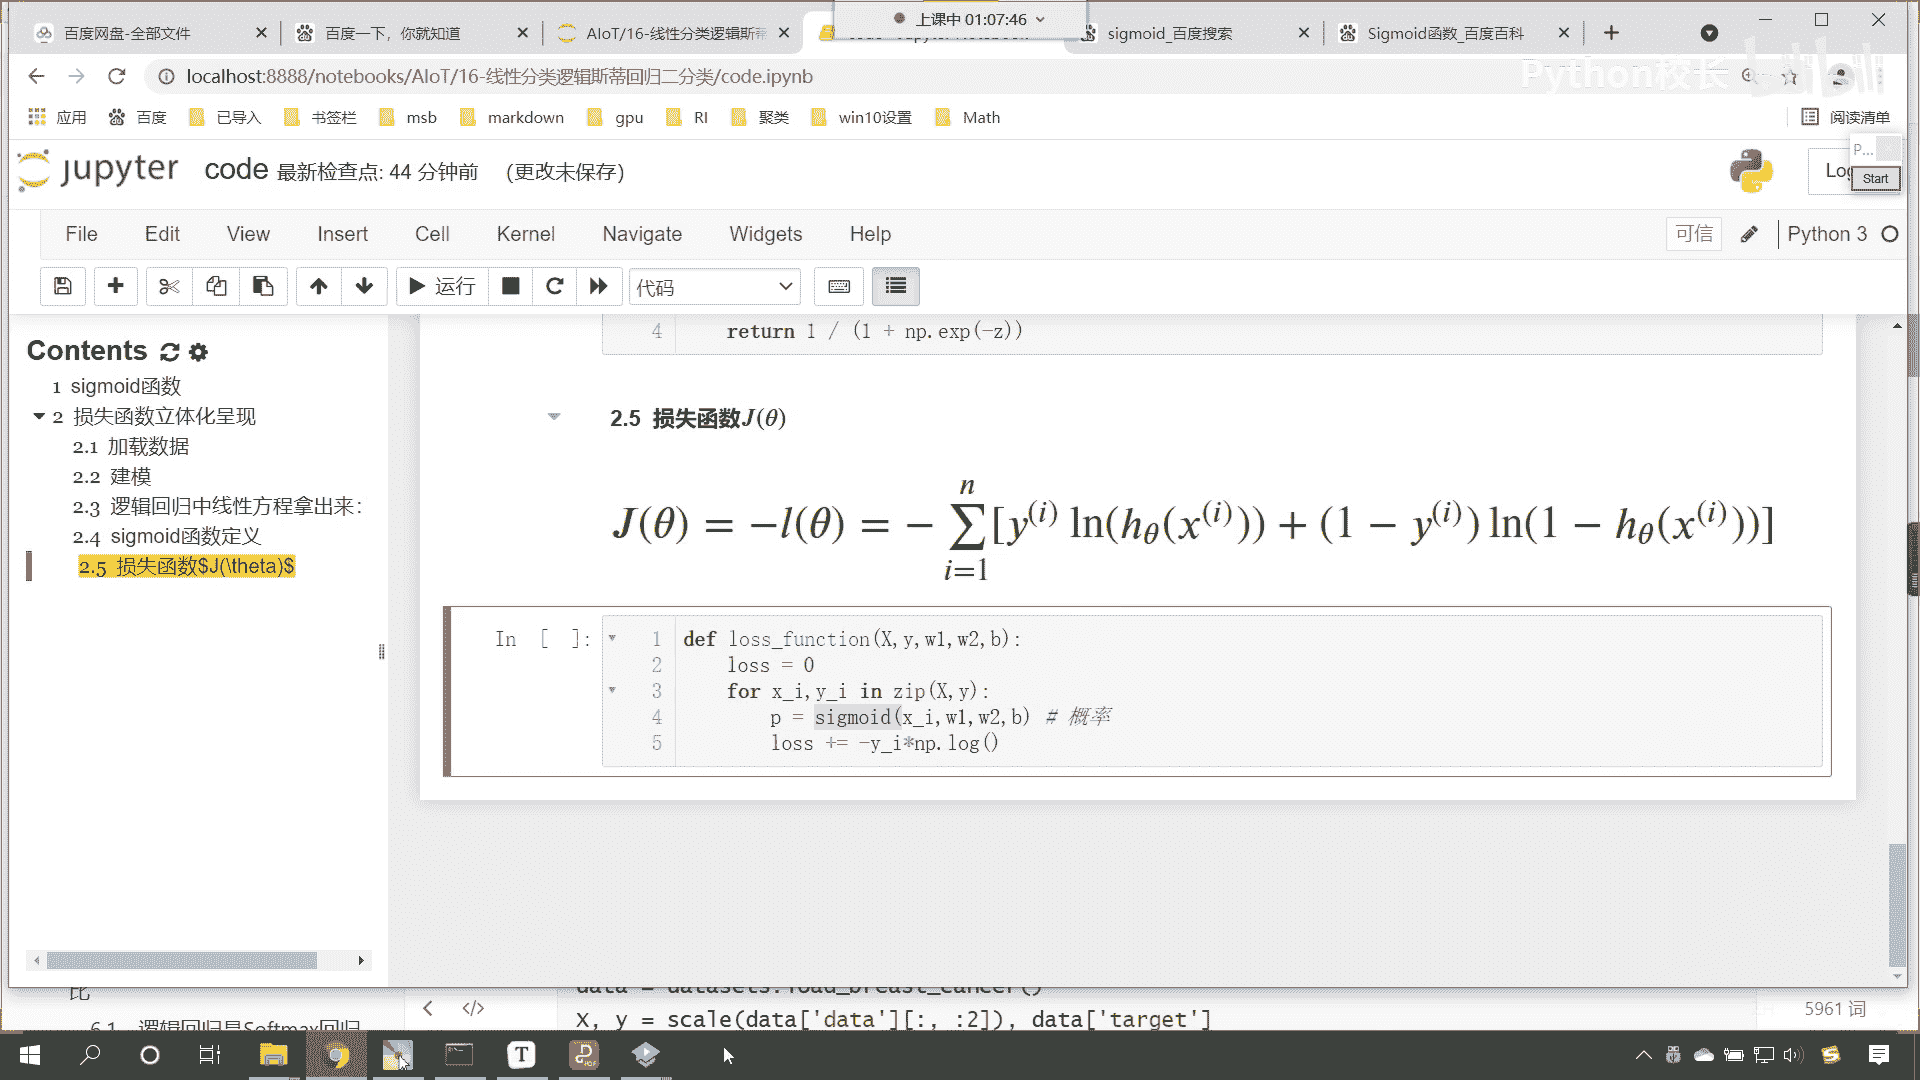 百度网盘-全部文件
百度一下，你就知道
AIoT/16-线性分类逻辑斯蒂
上课中 01:07:46
sigmoid_百度搜索
Sigmoid函数_百度百科
localhost:8888/notebooks/AIoT/16-线性分类逻辑斯蒂回归二分类/code.ipynb
Python校长
bilibili
应用 百度 已导入 书签栏 msb markdown gpu RI 聚类 win10设置 Math 阅读清单
jupyter code 最新检查点: 44 分钟前 (更改未保存)
P...
Start
File Edit View Insert Cell Kernel Navigate Widgets Help 可信 Python 3
运行 代码
Contents
1 sigmoid函数
2 损失函数立体化呈现
2.1 加载数据
2.2 建模
2.3 逻辑回归中线性方程拿出来：
2.4 sigmoid函数定义
2.5 损失函数$J(\theta)$
4 return 1 / (1 + np.exp(-z))
2.5 损失函数J(θ)
J(θ) = −l(θ) = − ∑_{i=1}^{n} [y^{(i)} ln(h_θ(x^{(i)})) + (1 − y^{(i)}) ln(1 − h_θ(x^{(i)}))]
In [ ]:
1 def loss_function(X,y,w1,w2,b):
2 loss = 0
3 for x_i,y_i in zip(X,y):
4 p = sigmoid(x_i,w1,w2,b) # 概率
5 loss += -y_i*np.log()
比
6.1 逻辑回归是Softmax回归
data = datasets.load_breast_cancer()
X, y = scale(data['data'][:, :2]), data['target']
5961 词